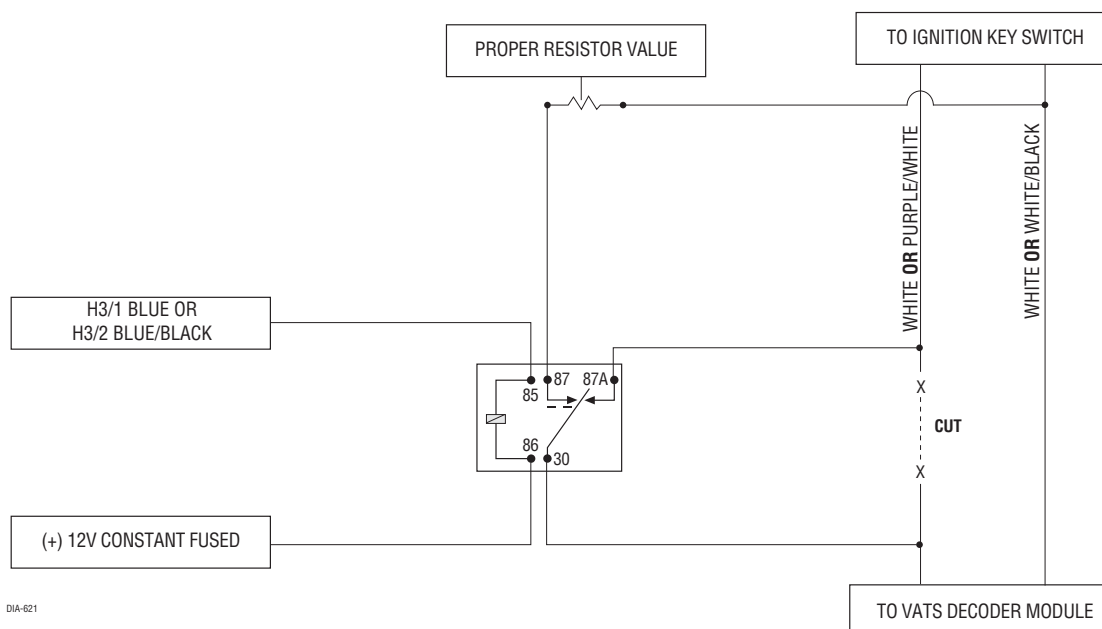 TO IGNITION KEY SWITCH
PROPER RESISTOR VALUE
WHITE OR PURPLE/WHITE
WHITE OR WHITE/BLACK
H3/1 BLUE OR
H3/2 BLUE/BLACK
87 87A
85
X
CUT
86
30
X
(+) 12V CONSTANT FUSED
DIA-621
TO VATS DECODER MODULE